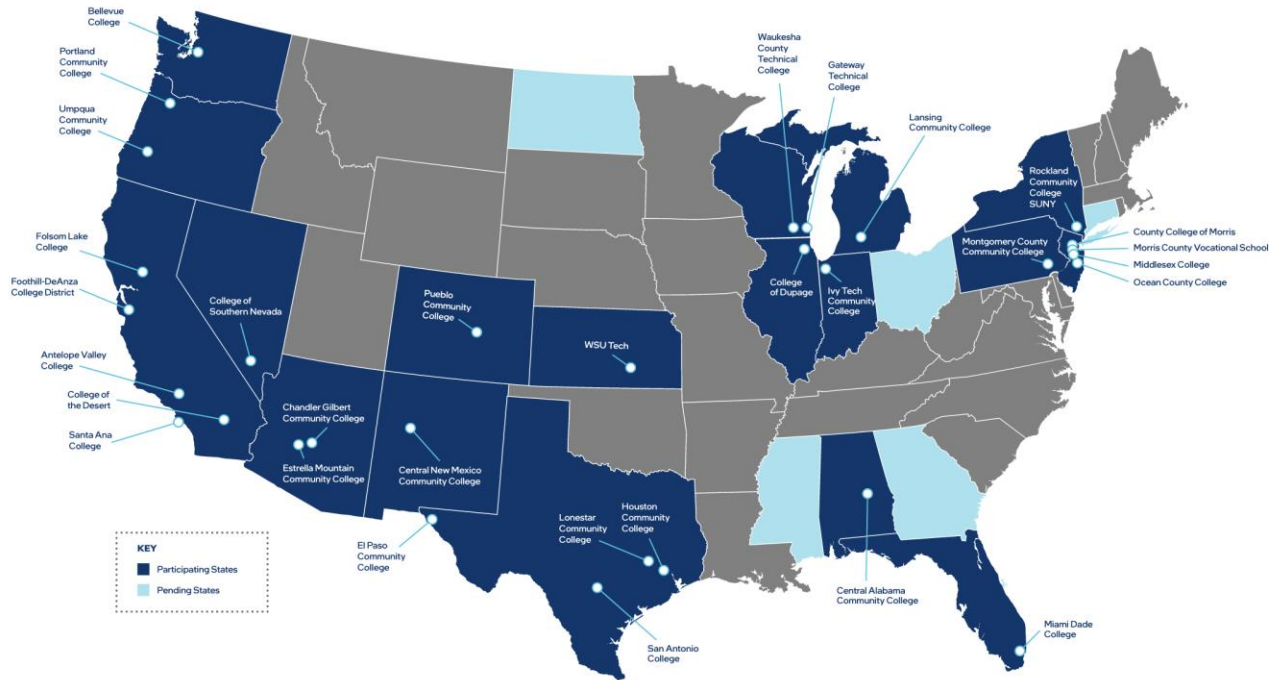 Bellevue
College
Portland
Community
College
Umpqua
Community
College
Folsom Lake
College
Foothill-DeAnza
College District
College of
Southern Nevada
Antelope Valley
College
College of
the Desert
Santa Ana
College
Chandler Gilbert
Community College
Estrella Mountain
Community College
Pueblo
Community
College
WSU Tech
Central New Mexico
Community College
El Paso
Community
College
Lonestar
Community
College
Houston
Community
College
San Antonio
College
Waukesha
County
Technical
College
Gateway
Technical
College
Lansing
Community College
College
of Dupage
Ivy Tech
Community
College
Rockland
Community
College
SUNY
Montgomery County
Community College
County College of Morris
Morris County Vocational School
Middlesex College
Ocean County College
Central Alabama
Community College
Miami Dade
College
KEY
Participating States
Pending States